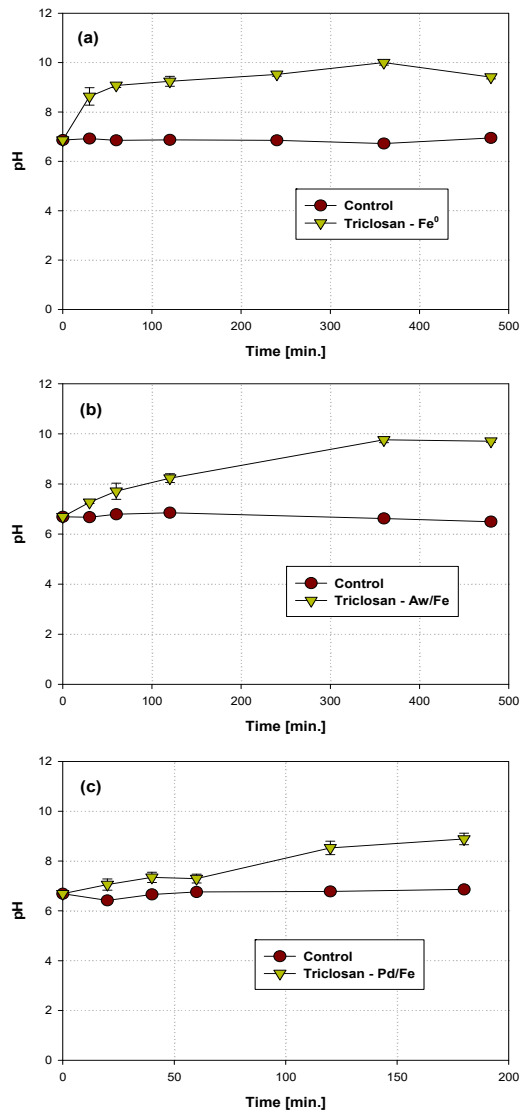 12
(a)
10
8
pH
6
Control
Triclosan - Fe⁰
4
2
0
0 100 200 300 400 500
Time [min.]
12
(b)
10
8
pH
6
Control
Triclosan - Aw/Fe
4
2
0
0 100 200 300 400 500
Time [min.]
12
(c)
10
8
pH
6
Control
Triclosan - Pd/Fe
4
2
0
0 50 100 150 200
Time [min.]